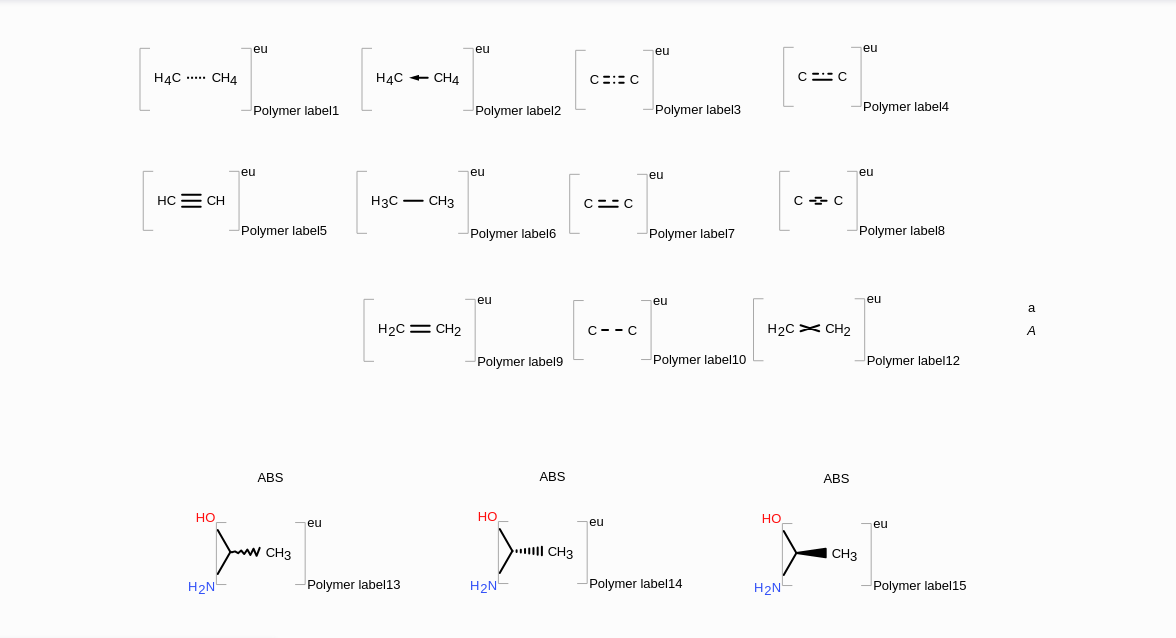 eu eu eu eu
H4C CH4 H4C CH4 C C C C
Polymer label1 Polymer label2 Polymer label3 Polymer label4
eu eu eu eu
HC CH H3C CH3 C C C C
Polymer label5 Polymer label6 Polymer label7 Polymer label8
eu eu eu
a
H2C CH2 C C H2C CH2 A
Polymer label9 Polymer label10 Polymer label12
ABS ABS ABS
HO eu HO eu HO eu
CH3 CH3 CH3
H2N Polymer label13 H2N Polymer label14 H2N Polymer label15